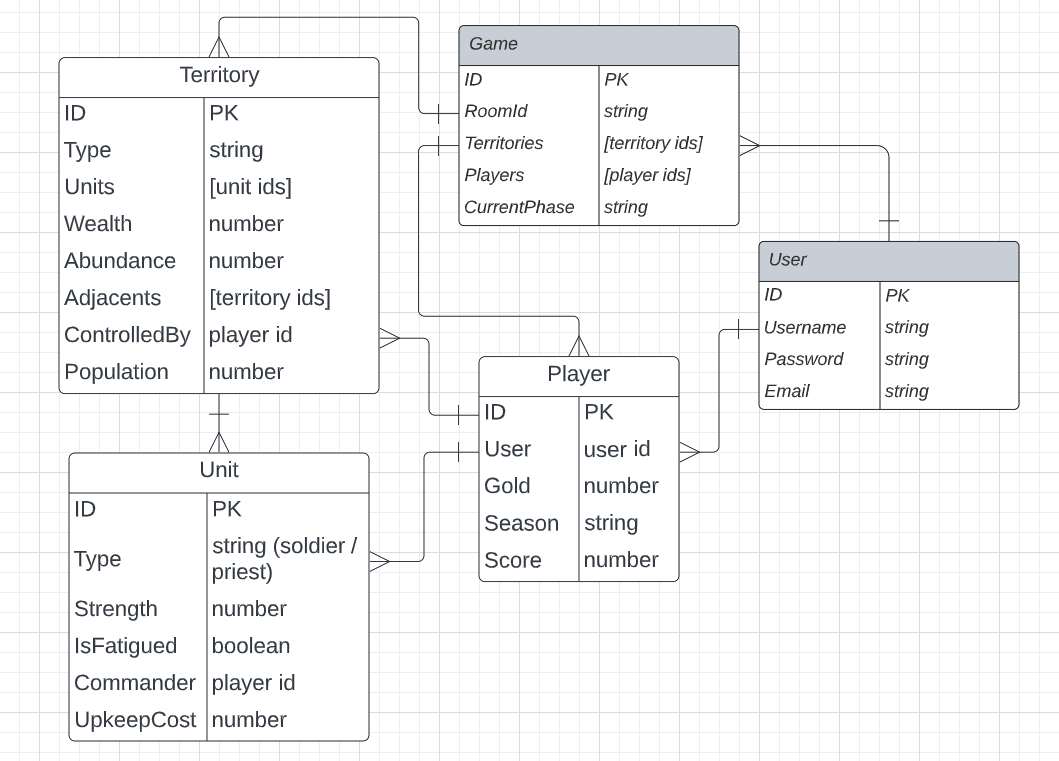 Territory
ID PK
Type string
Units [unit ids]
Wealth number
Abundance number
Adjacents [territory ids]
ControlledBy player id
Population number
Game
ID PK
RoomId string
Territories [territory ids]
Players [player ids]
CurrentPhase string
User
ID PK
Username string
Password string
Email string
Player
ID PK
User user id
Gold number
Season string
Score number
Unit
ID PK
Type string (soldier /
priest)
Strength number
IsFatigued boolean
Commander player id
UpkeepCost number